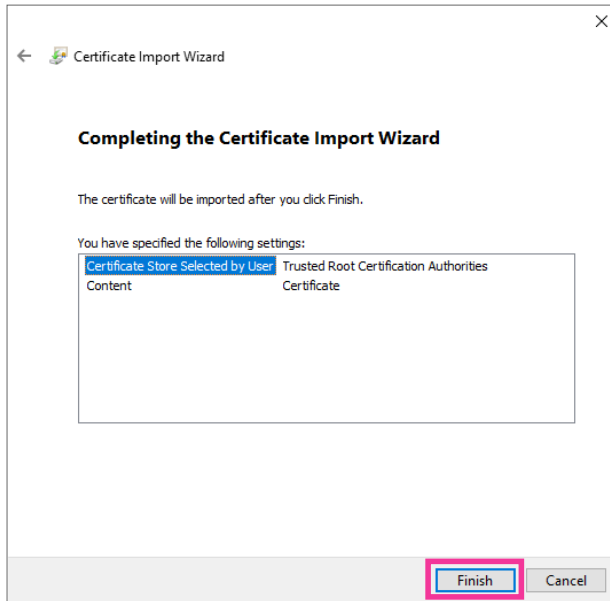 Certificate Import Wizard
Completing the Certificate Import Wizard
The certificate will be imported after you click Finish.
You have specified the following settings:
Certificate Store Selected by User Trusted Root Certification Authorities
Content Certificate
Finish Cancel